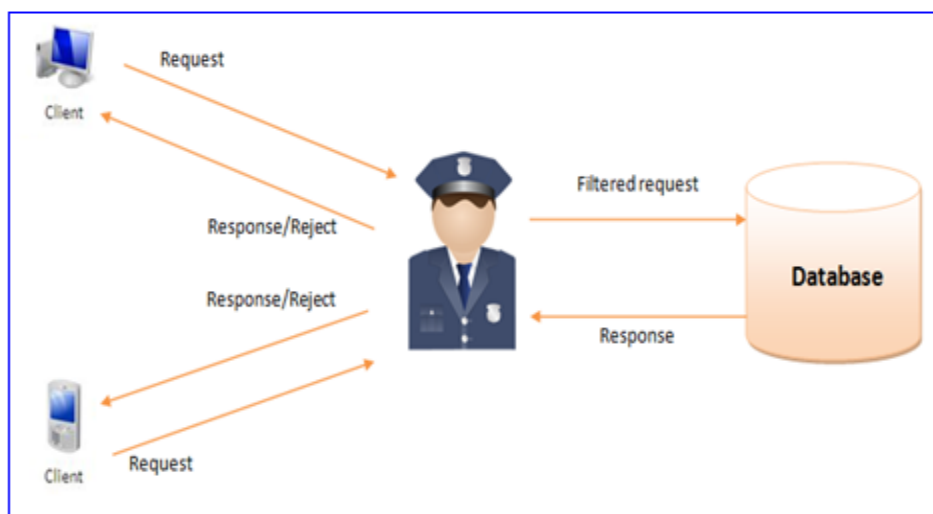 Request
Client
Response/Reject
Filtered request
Database
Response/Reject
Response
Client
Request